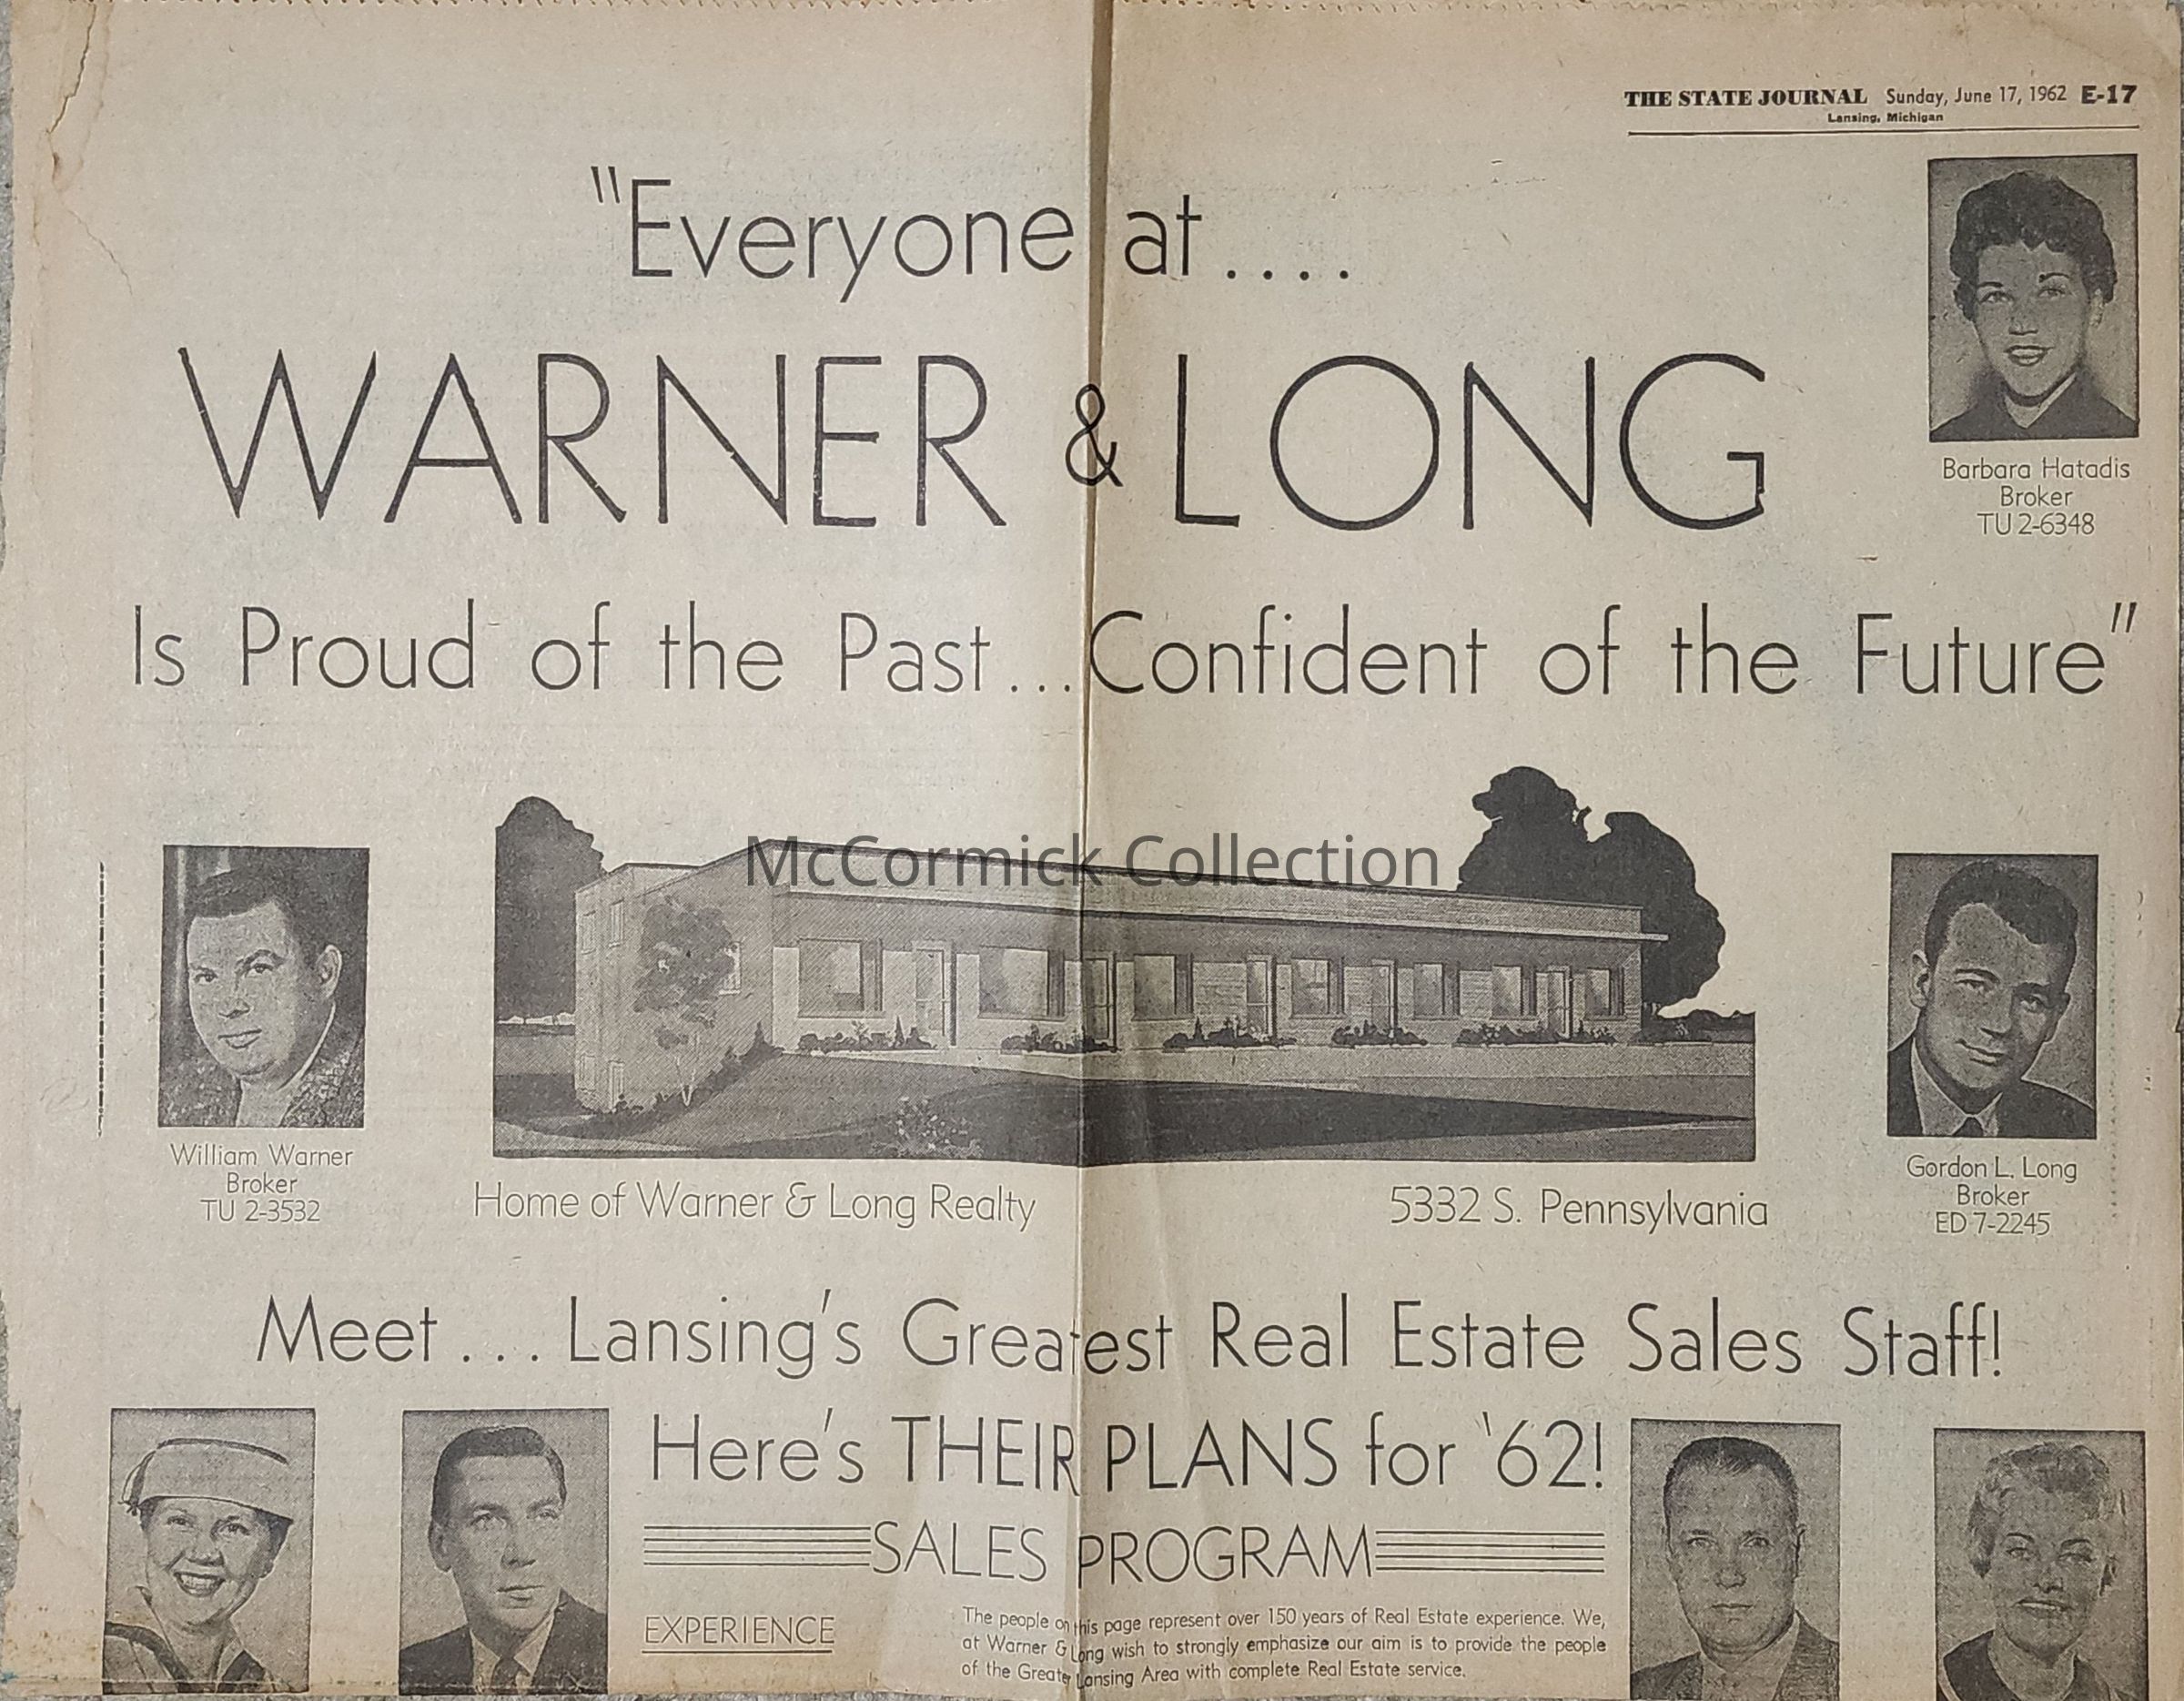 THE STATE JOURNAL Sunday, June 17, 1962 E-17
Lansing, Michigan
"Everyone at....
WARNER & LONG
Is Proud of the Past...Confident of the Future"
Barbara Hatadis
Broker
TU 2-6348
McCormick Collection
William Warner
Broker
TU 2-3532
Home of Warner & Long Realty
5332 S. Pennsylvania
Gordon L. Long
Broker
ED 7-2245
Meet... Lansing's Greatest Real Estate Sales Staff!
Here's THEIR PLANS for '62!
SALES PROGRAM
EXPERIENCE
The people on this page represent over 150 years of Real Estate experience. We,
at Warner & Long wish to strongly emphasize our aim is to provide the people
of the Greater Lansing Area with complete Real Estate service.